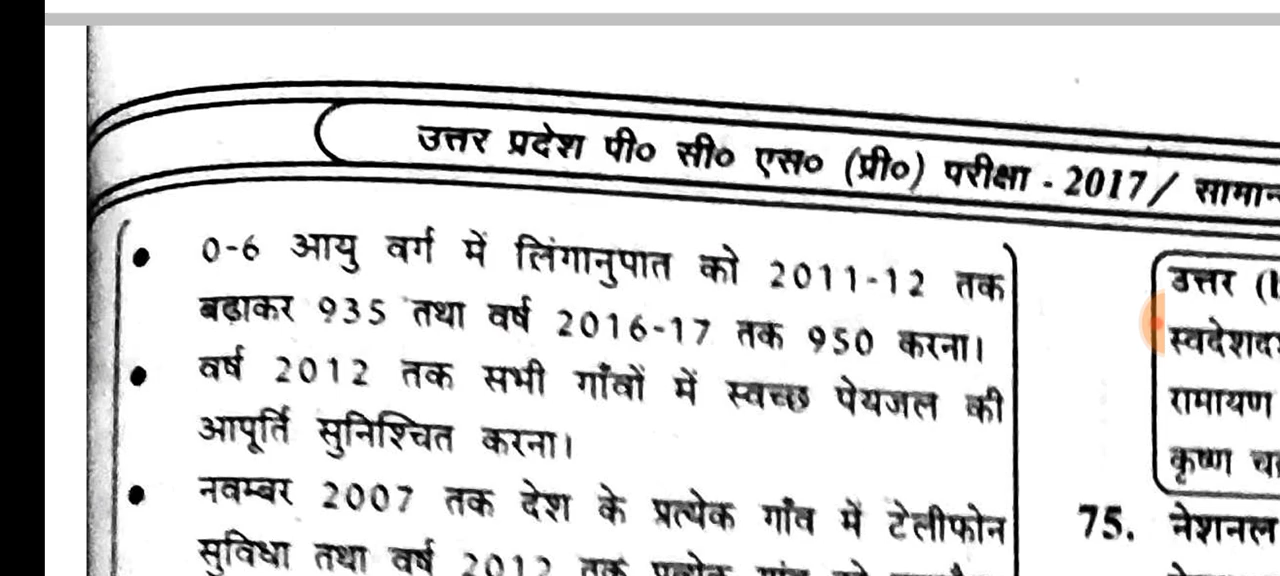 उत्तर प्रदेश पी० सी० एस० (प्री०) परीक्षा - 2017/
• 0-6 आयु वर्ग में लिंगानुपात को 2011-12 तक
बढ़ाकर 935 तथा वर्ष 2016-17 तक 950 करना।
• वर्ष 2012 तक सभी गाँवों में स्वच्छ पेयजल की
आपूर्ति सुनिश्चित करना।
• नवम्बर 2007 तक देश के प्रत्येक गाँव में टेलीफोन
सुविधा तथा वर्ष 2012 तक प्रत्येक गांव
उत्तर
रामायण
कृष्ण
75. नेशनल